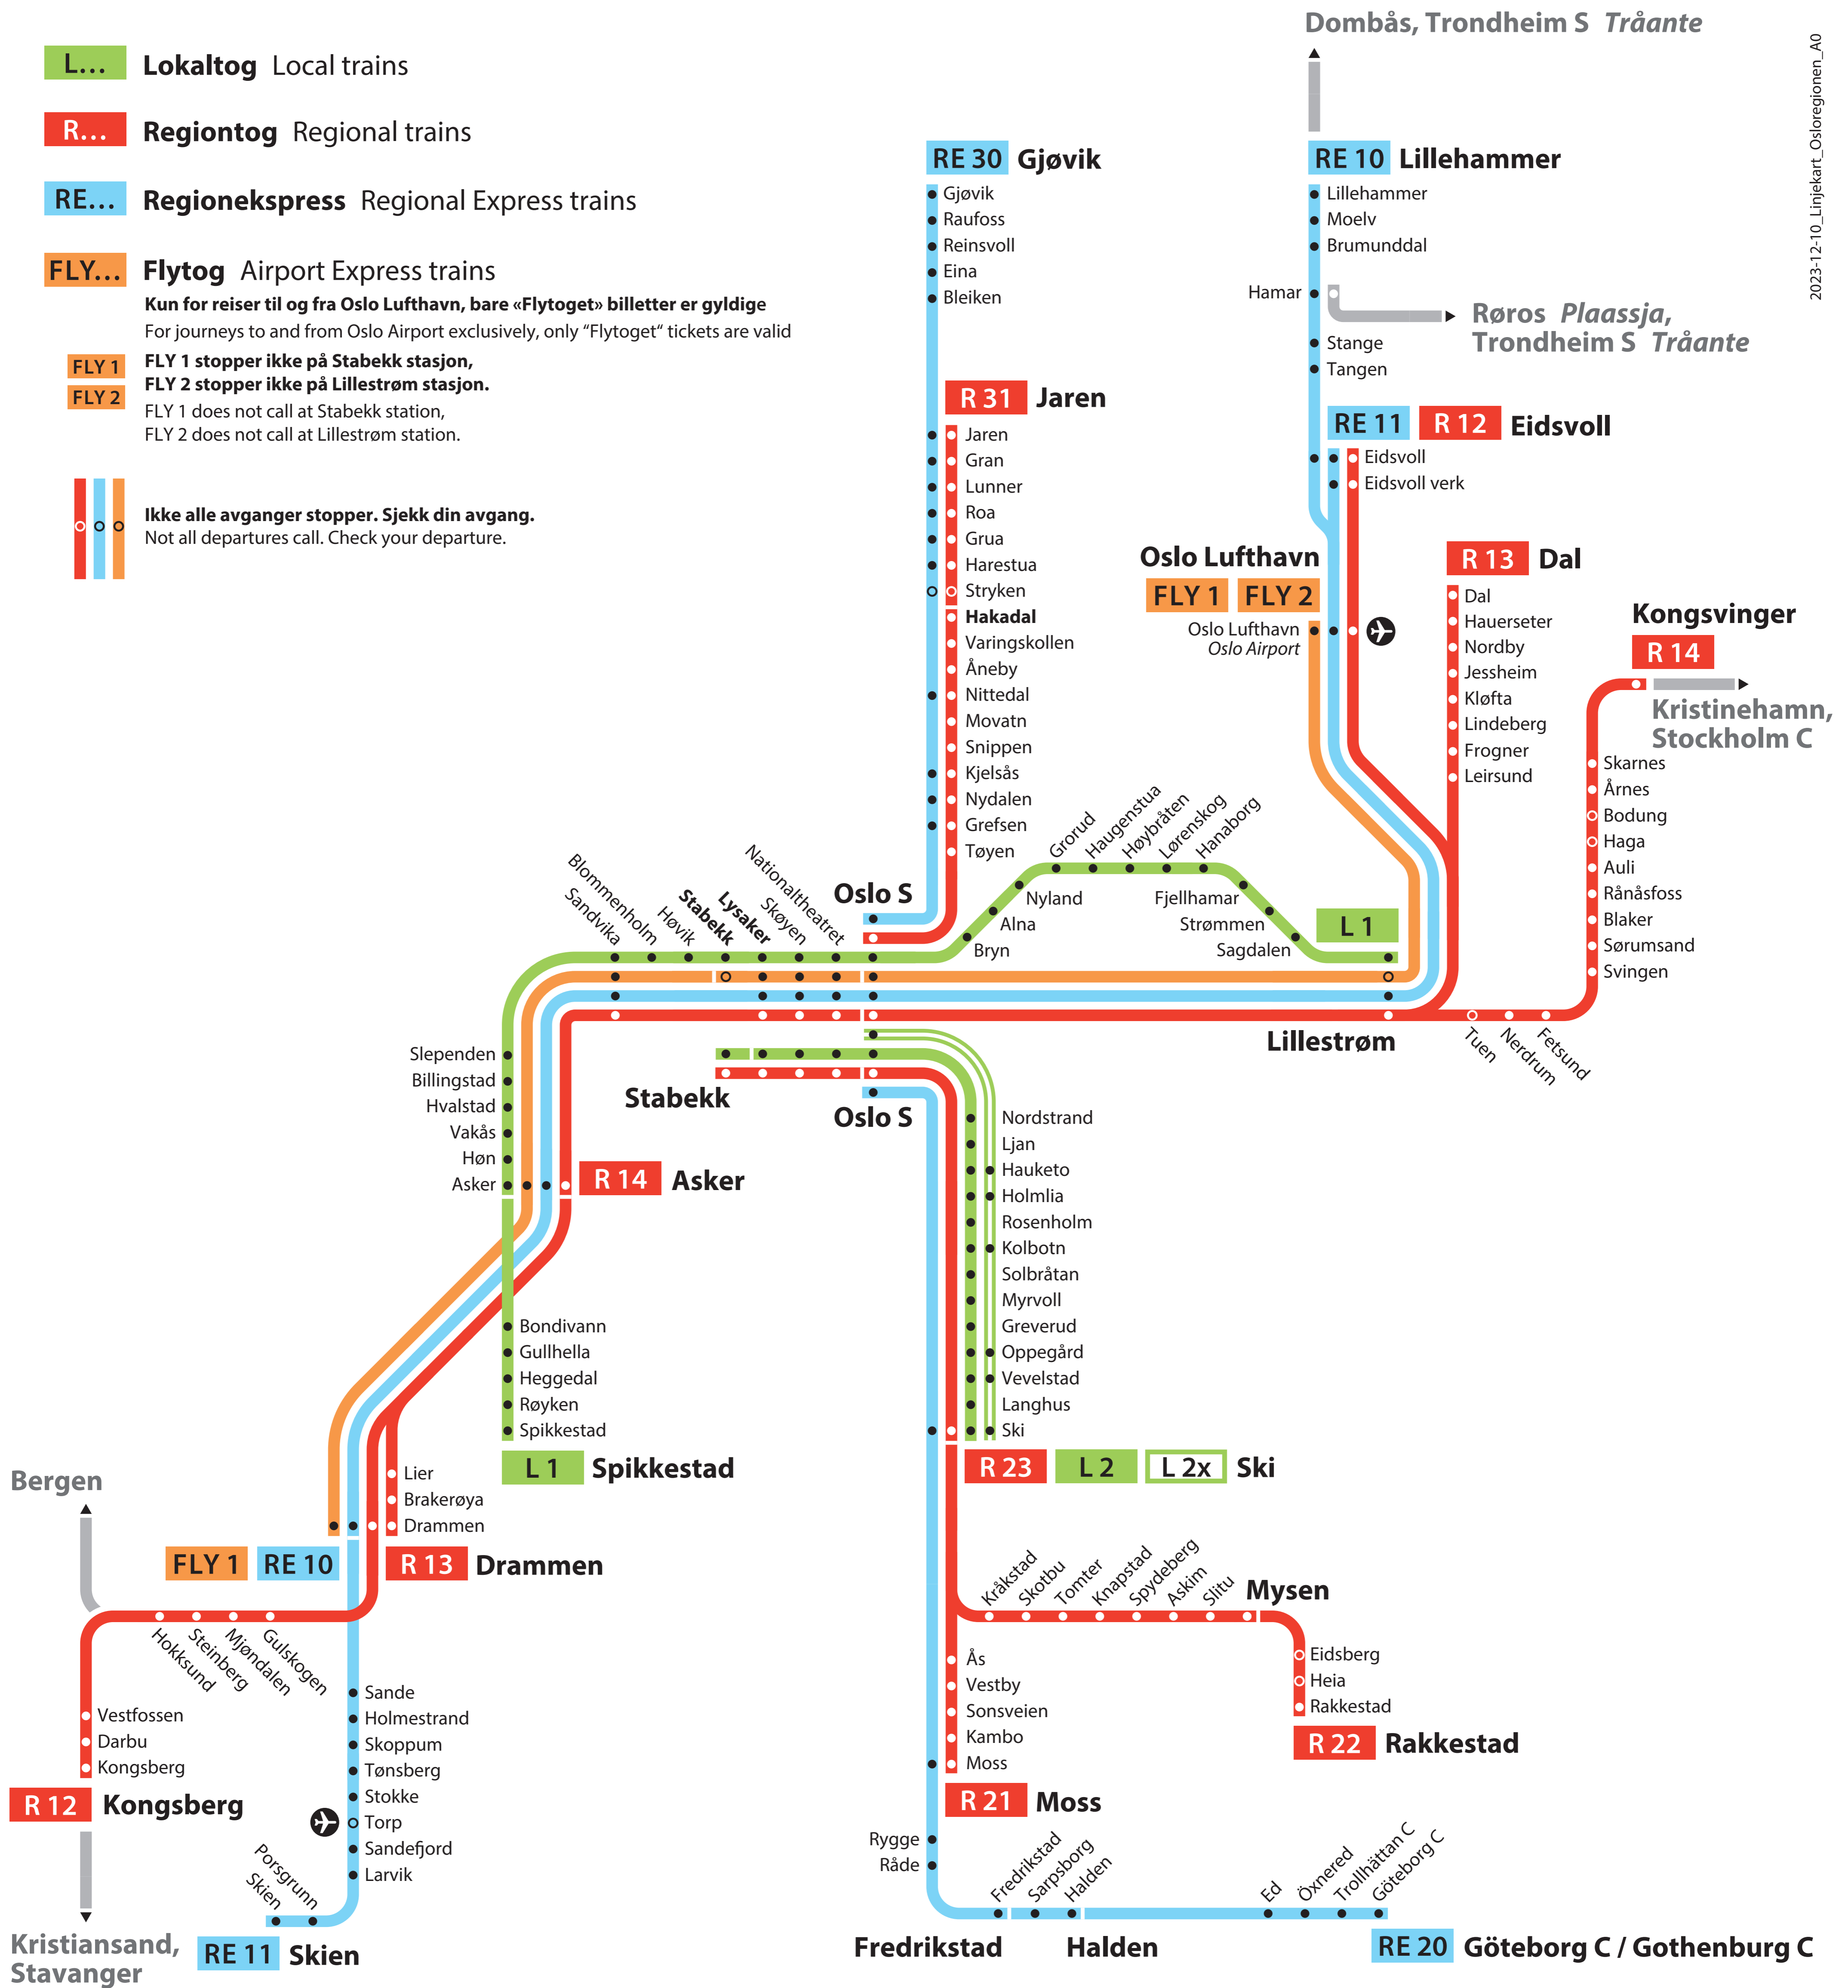 Dombås, Trondheim S Tråante
2023-12-10_Linjekart_Osloregionen_A0
L... Lokaltog Local trains
R... Regiontog Regional trains
RE... Regionekspress Regional Express trains
FLY... Flytog Airport Express trains
Kun for reiser til og fra Oslo Lufthavn, bare «Flytoget» billetter er gyldige
For journeys to and from Oslo Airport exclusively, only “Flytoget“ tickets are valid
FLY 1
FLY 2
FLY 1 stopper ikke på Stabekk stasjon,
FLY 2 stopper ikke på Lillestrøm stasjon.
FLY 1 does not call at Stabekk station,
FLY 2 does not call at Lillestrøm station.
Ikke alle avganger stopper. Sjekk din avgang.
Not all departures call. Check your departure.
RE 30 Gjøvik
Gjøvik
Raufoss
Reinsvoll
Eina
Bleiken
R 31 Jaren
Jaren
Gran
Lunner
Roa
Grua
Harestua
Stryken
Hakadal
Varingskollen
Åneby
Nittedal
Movatn
Snippen
Kjelsås
Nydalen
Grefsen
Tøyen
Oslo S
RE 10 Lillehammer
Lillehammer
Moelv
Brumunddal
Hamar
Røros Plaassja,
Trondheim S Tråante
Stange
Tangen
RE 11 R 12 Eidsvoll
Eidsvoll
Eidsvoll verk
Oslo Lufthavn
FLY 1 FLY 2
Oslo Lufthavn
Oslo Airport
R 13 Dal
Dal
Hauerseter
Nordby
Jessheim
Kløfta
Lindeberg
Frogner
Leirsund
Kongsvinger
R 14
Kristinehamn,
Stockholm C
Skarnes
Årnes
Bodung
Haga
Auli
Rånåsfoss
Blaker
Sørumsand
Svingen
Fetsund
Nerdrum
Tuen
Lillestrøm
L 1
Sandvika
Blommenholm
Høvik
Stabekk
Lysaker
Skøyen
Nationaltheatret
Bryn
Alna
Nyland
Grorud
Haugenstua
Høybråten
Lørenskog
Hanaborg
Fjellhamar
Strømmen
Sagdalen
Slependen
Billingstad
Hvalstad
Vakås
Høn
Asker
R 14 Asker
Bondivann
Gullhella
Heggedal
Røyken
Spikkestad
L 1 Spikkestad
Stabekk
Oslo S
Nordstrand
Ljan
Hauketo
Holmlia
Rosenholm
Kolbotn
Solbråtan
Myrvoll
Greverud
Oppegård
Vevelstad
Langhus
Ski
R 23 L 2 L 2x Ski
Lier
Brakerøya
Drammen
FLY 1 RE 10 R 13 Drammen
Bergen
Hokksund
Steinberg
Mjøndalen
Gulskogen
Vestfossen
Darbu
Kongsberg
R 12 Kongsberg
Kristiansand,
Stavanger
Sande
Holmestrand
Skoppum
Tønsberg
Stokke
Torp
Sandefjord
Larvik
Porsgrunn
Skien
RE 11 Skien
Kråkstad
Skotbu
Tomter
Knapstad
Spydeberg
Askim
Slitu
Mysen
Eidsberg
Heia
Rakkestad
R 22 Rakkestad
Ås
Vestby
Sonsveien
Kambo
Moss
R 21 Moss
Rygge
Råde
Fredrikstad
Sarpsborg
Halden
Ed
Öxnered
Trollhättan C
Göteborg C
Fredrikstad
Halden
RE 20 Göteborg C / Gothenburg C